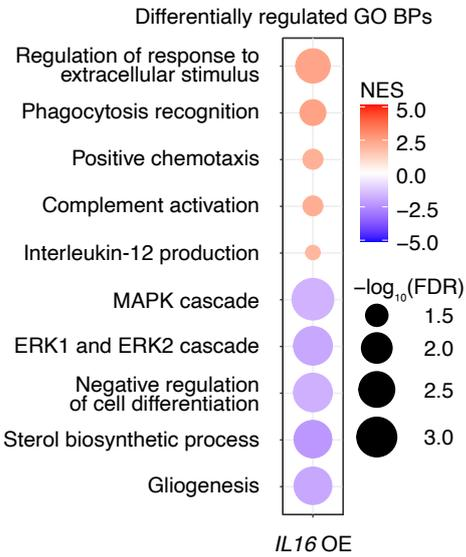 Differentially regulated GO BPs
Regulation of response to
extracellular stimulus
Phagocytosis recognition
Positive chemotaxis
Complement activation
Interleukin-12 production
MAPK cascade
ERK1 and ERK2 cascade
Negative regulation
of cell differentiation
Sterol biosynthetic process
Gliogenesis
IL16 OE
NES
5.0
2.5
0.0
−2.5
−5.0
−log10(FDR)
1.5
2.0
2.5
3.0